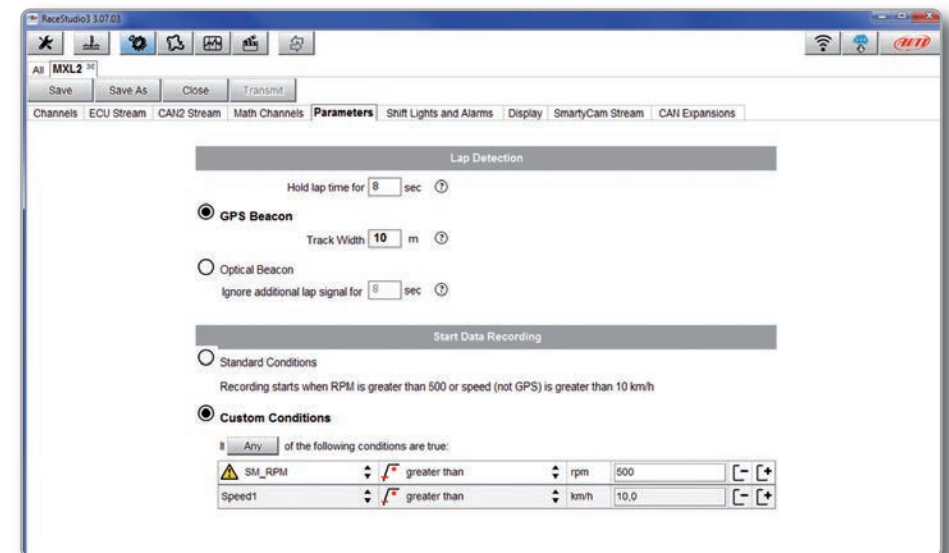 RaceStudio3 3.07.03
AiM
All MXL2
Save Save As Close Transmit
Channels ECU Stream CAN2 Stream Math Channels Parameters Shift Lights and Alarms Display SmartyCam Stream CAN Expansions
Lap Detection
Hold lap time for 8 sec ?
GPS Beacon
Track Width 10 m ?
Optical Beacon
Ignore additional lap signal for 8 sec ?
Start Data Recording
Standard Conditions
Recording starts when RPM is greater than 500 or speed (not GPS) is greater than 10 km/h
Custom Conditions
If Any of the following conditions are true:
SM_RPM greater than rpm 500
Speed1 greater than km/h 10,0